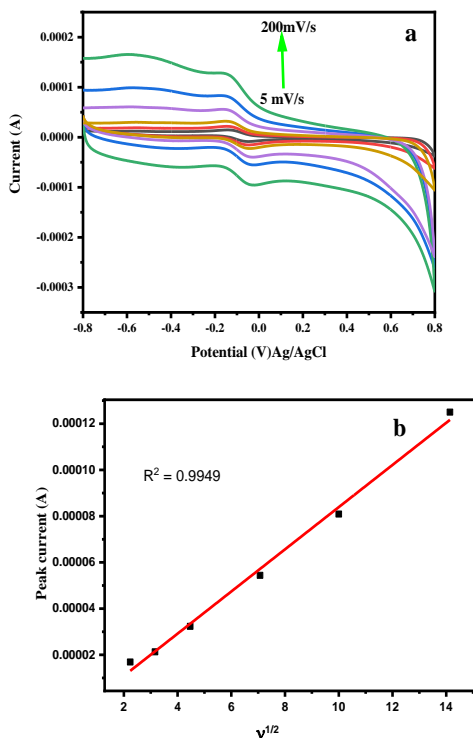 a
200mV/s
5 mV/s
0.0002
0.0001
0.0000
-0.0001
-0.0002
-0.0003
Current (A)
-0.8 -0.6 -0.4 -0.2 0.0 0.2 0.4 0.6 0.8
Potential (V)Ag/AgCl
b
R² = 0.9949
0.00012
0.00010
0.00008
0.00006
0.00004
0.00002
Peak current (A)
2 4 6 8 10 12 14
ν^1/2